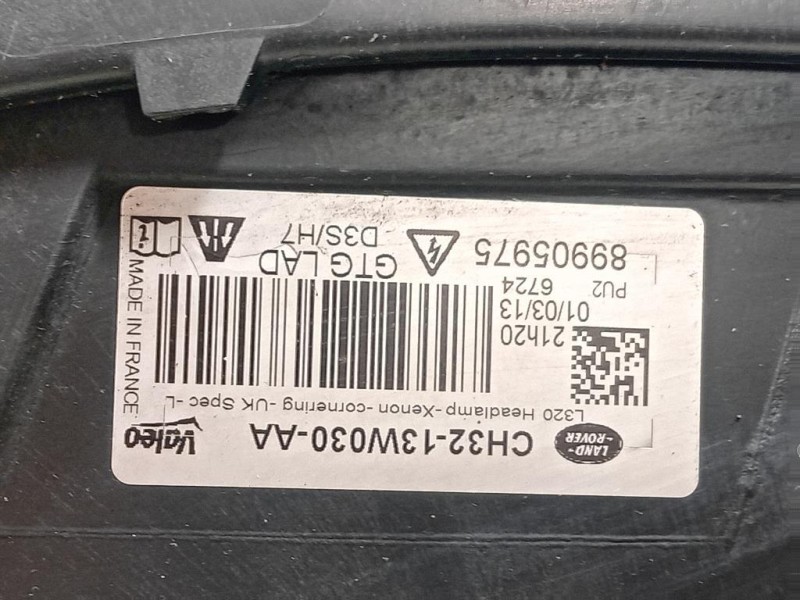 LAND-
-ROVER
CH32-13W030-AA
Valeo
L320 Headlamp -Xenon -cornering -UK Spec -L
21h20
01/03/13
6724
PU2
GTG LAD
89905975
D3S/H7
MADE IN FRANCE